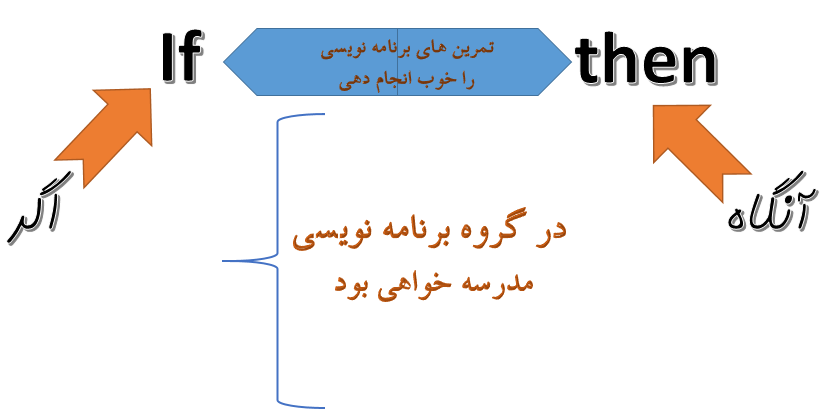 If
تمرین های برنامه نویسی
را خوب انجام دهی
then
اگر
آنگاه
در گروه برنامه نویسی
مدرسه خواهی بود